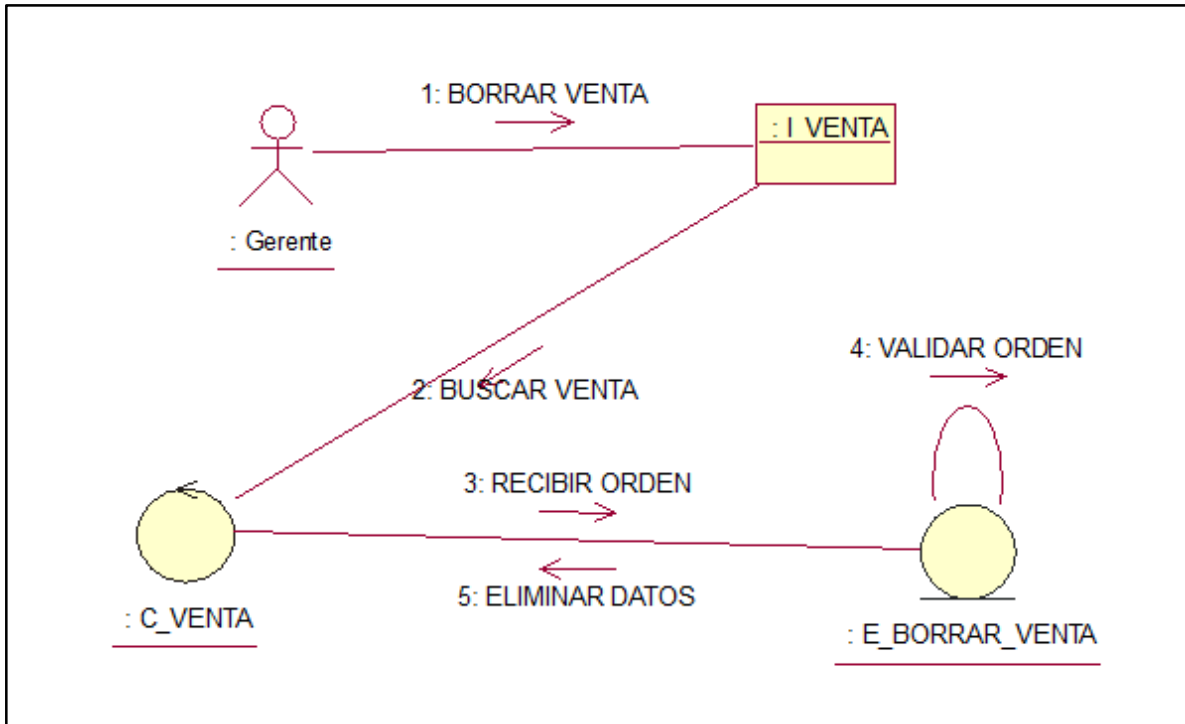 1: BORRAR VENTA
: I_VENTA
: Gerente
4: VALIDAR ORDEN
2: BUSCAR VENTA
3: RECIBIR ORDEN
5: ELIMINAR DATOS
: C_VENTA
: E_BORRAR_VENTA